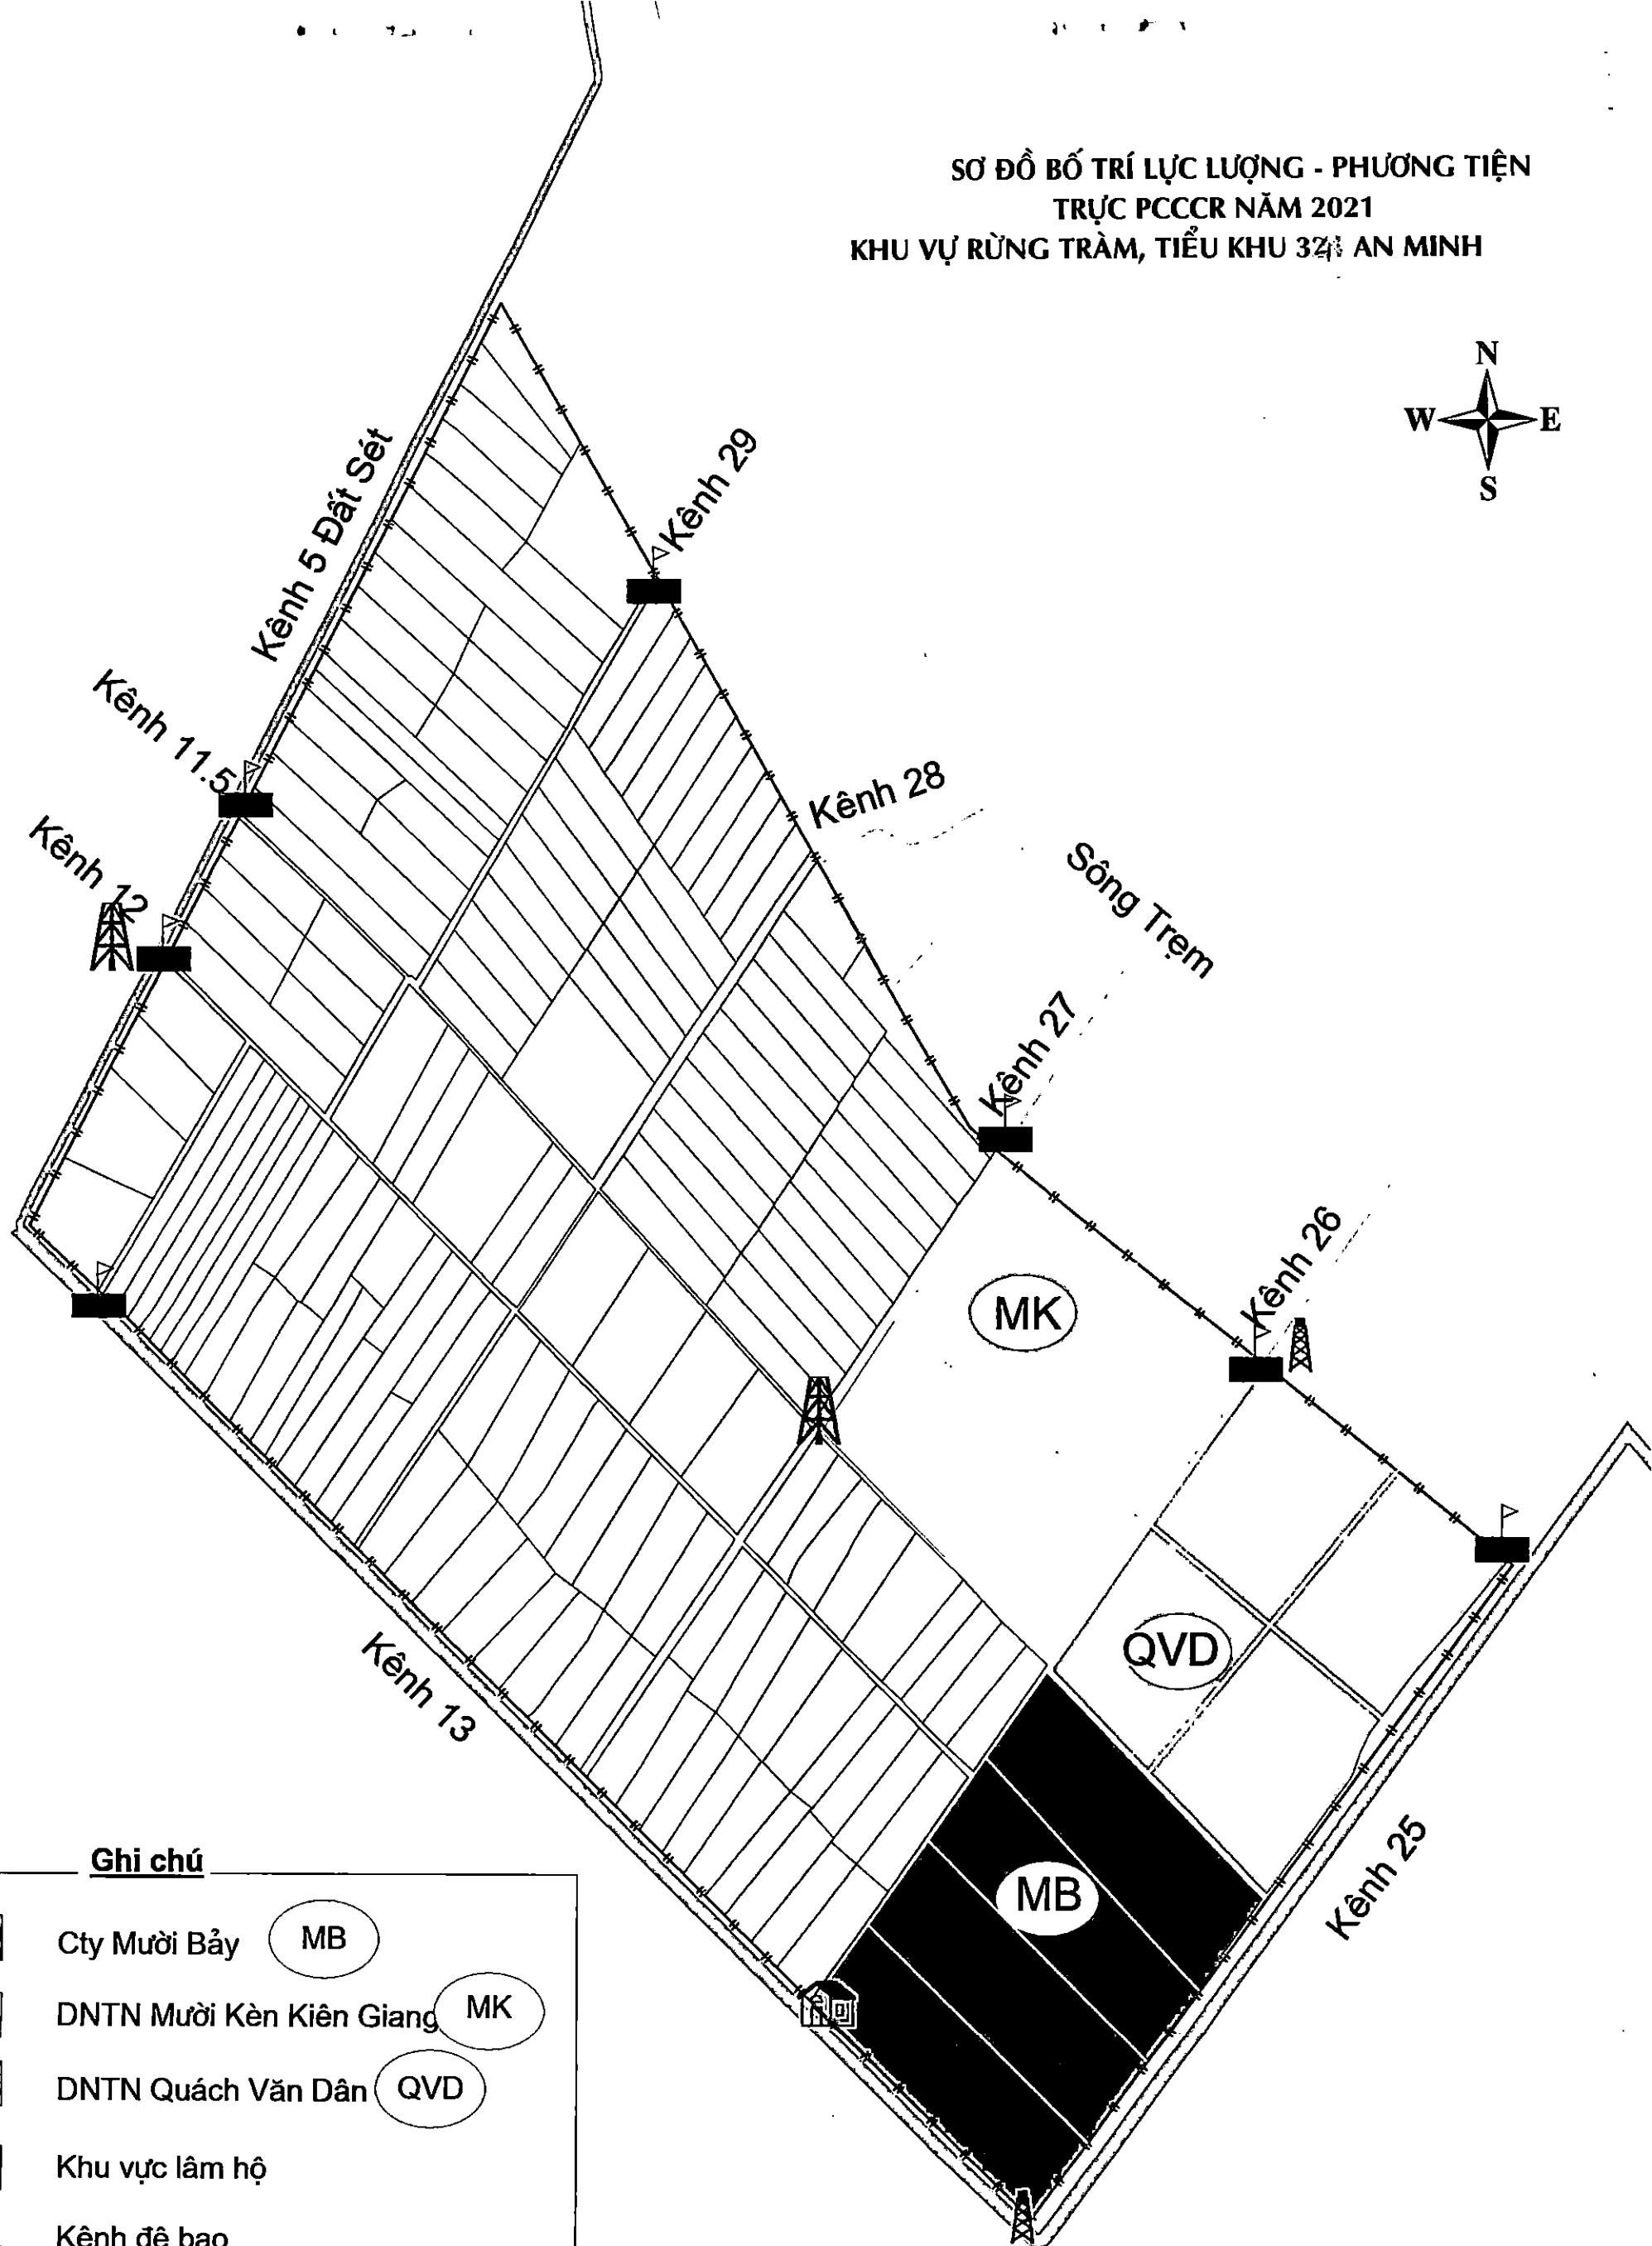 SƠ ĐỒ BỐ TRÍ LỰC LƯỢNG - PHƯƠNG TIỆN
TRỰC PCCCR NĂM 2021
KHU VỰ RỪNG TRÀM, TIỂU KHU AN MINH
N
W E
S
Kênh 5 Đất Sét
Kênh 29
Kênh 11.5
Kênh 28
Kênh 12
Sông Trẹm
Kênh 27
Kênh 26
MK
QVD
Kênh 13
MB
Kênh 25
Ghi chú
Cty Mười Bảy MB
DNTN Mười Kèn Kiên Giang MK
DNTN Quách Văn Dân QVD
Khu vực lâm hộ
Kênh đê bao